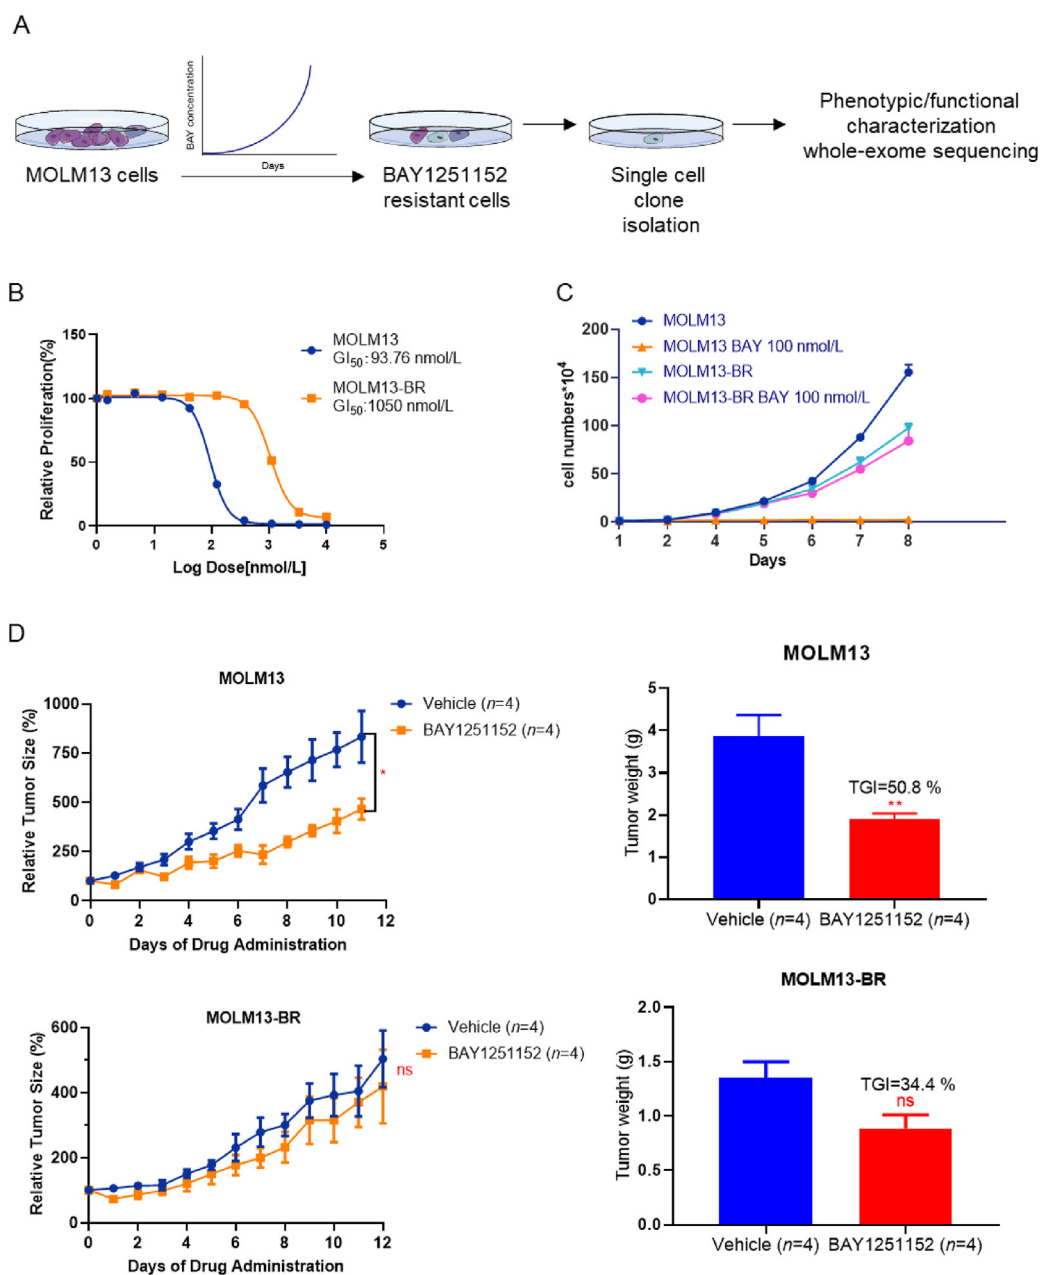 A
BAY concentration
Days
MOLM13 cells
BAY1251152
resistant cells
Single cell
clone
isolation
Phenotypic/functional
characterization
whole-exome sequencing
B
Relative Proliferation(%)
150
100
50
0
0 1 2 3 4 5
Log Dose[nmol/L]
MOLM13
GI50:93.76 nmol/L
MOLM13-BR
GI50:1050 nmol/L
C
MOLM13
MOLM13 BAY 100 nmol/L
MOLM13-BR
MOLM13-BR BAY 100 nmol/L
cell numbers*10^4
200
150
100
50
0
1 2 4 5 6 7 8
Days
D
MOLM13
Relative Tumor Size (%)
1000
750
500
250
0
0 2 4 6 8 10 12
Days of Drug Administration
Vehicle (n=4)
BAY1251152 (n=4)
*
MOLM13
Tumor weight (g)
5
4
3
2
1
0
TGI=50.8 %
**
Vehicle (n=4) BAY1251152 (n=4)
MOLM13-BR
Relative Tumor Size (%)
600
400
200
0
0 2 4 6 8 10 12
Days of Drug Administration
Vehicle (n=4)
BAY1251152 (n=4)
ns
MOLM13-BR
Tumor weight (g)
2.0
1.5
1.0
0.5
0.0
TGI=34.4 %
ns
Vehicle (n=4) BAY1251152 (n=4)